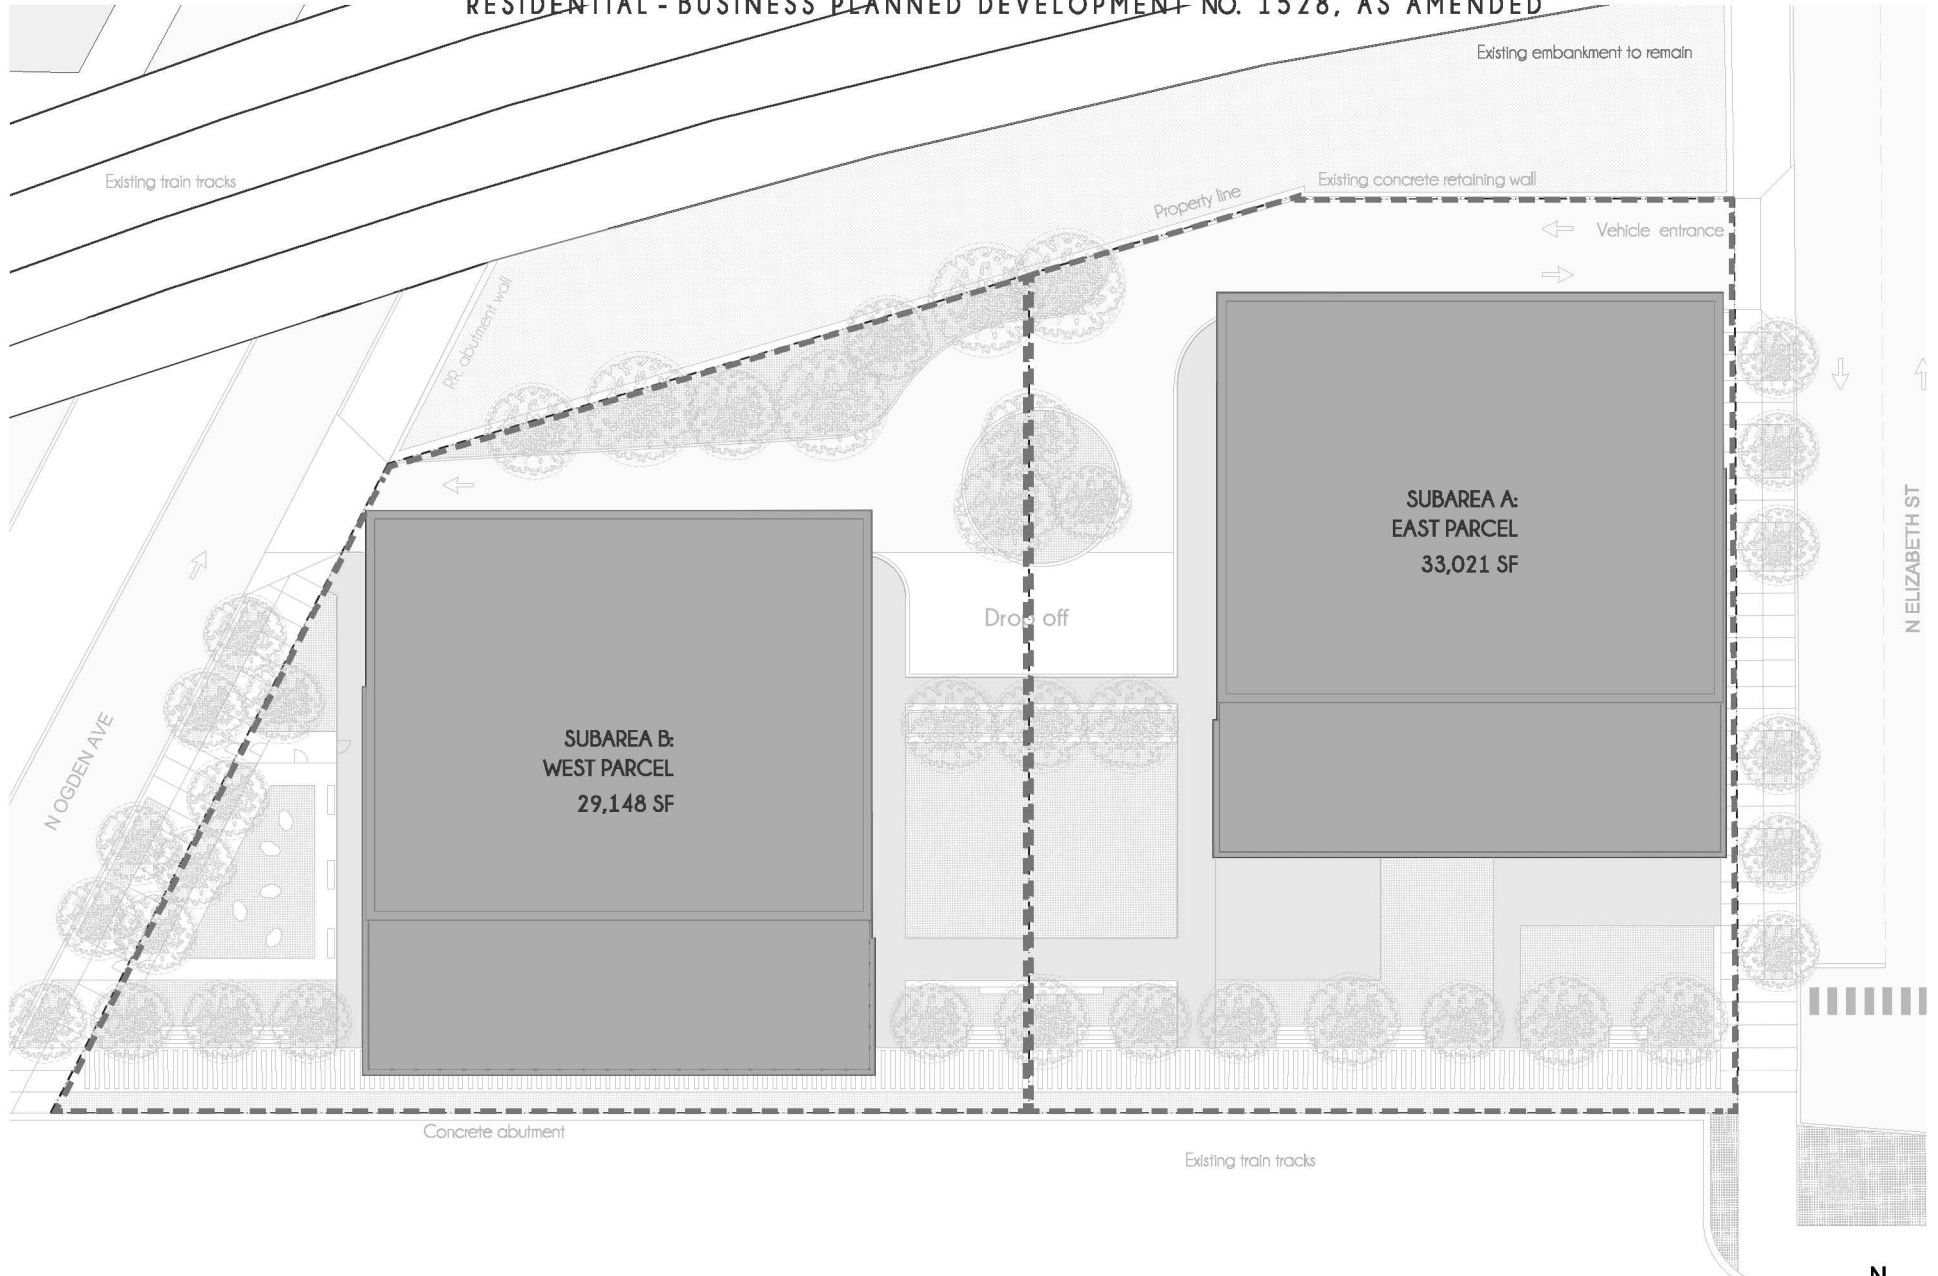 RESIDENTIAL - BUSINESS PLANNED DEVELOPMENT NO. 1528, AS AMENDED
Existing embankment to remain
Existing train tracks
Existing concrete retaining wall
Property line
Vehicle entrance
RR. abutment wall
SUBAREA A:
EAST PARCEL
33,021 SF
N ELIZABETH ST
Drop off
SUBAREA B:
WEST PARCEL
29,148 SF
N OGDEN AVE
Concrete abutment
Existing train tracks
N